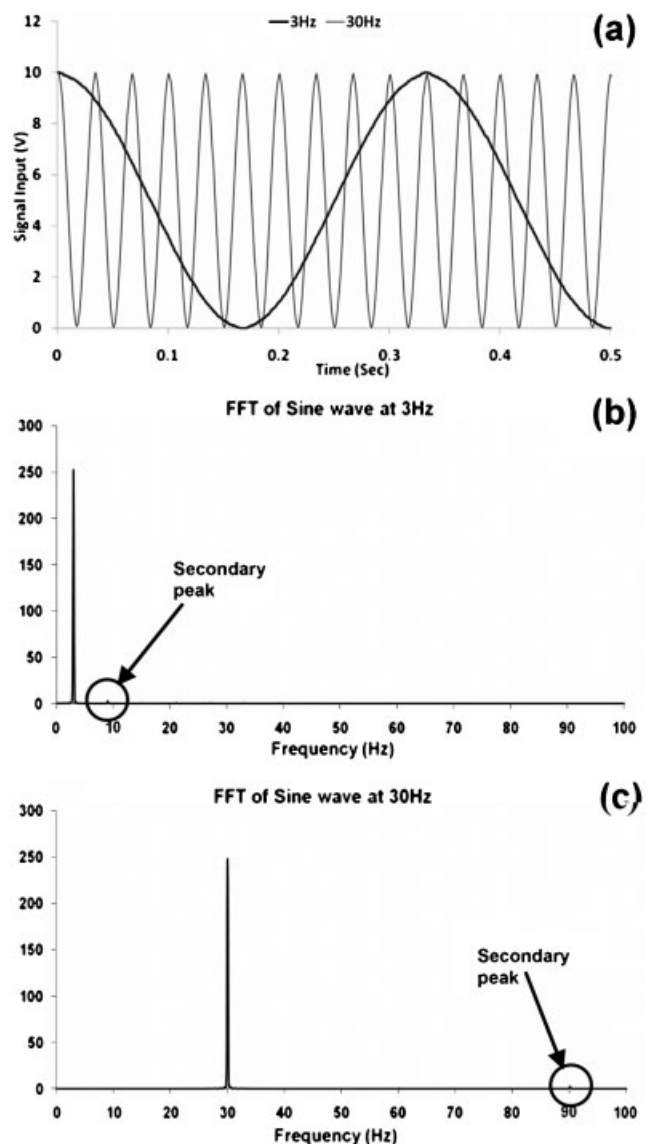 3Hz 30Hz
(a)
12
10
8
6
4
2
0
Signal Input (V)
0 0.1 0.2 0.3 0.4 0.5
Time (Sec)
FFT of Sine wave at 3Hz
(b)
300
250
200
150
100
50
0
Secondary
peak
0 10 20 30 40 50 60 70 80 90 100
Frequency (Hz)
FFT of Sine wave at 30Hz
(c)
300
250
200
150
100
50
0
Secondary
peak
0 10 20 30 40 50 60 70 80 90 100
Frequency (Hz)